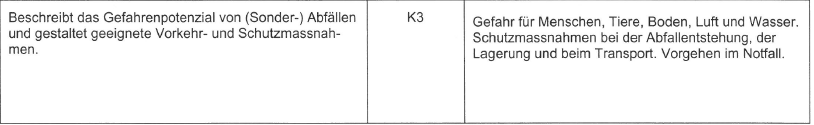 Beschreibt das Gefahrenpotenzial von (Sonder-) Abfällen
und gestaltet geeignete Vorkehr- und Schutzmassnah-
men.
K3
Gefahr für Menschen, Tiere, Boden, Luft und Wasser.
Schutzmassnahmen bei der Abfallentstehung, der
Lagerung und beim Transport. Vorgehen im Notfall.